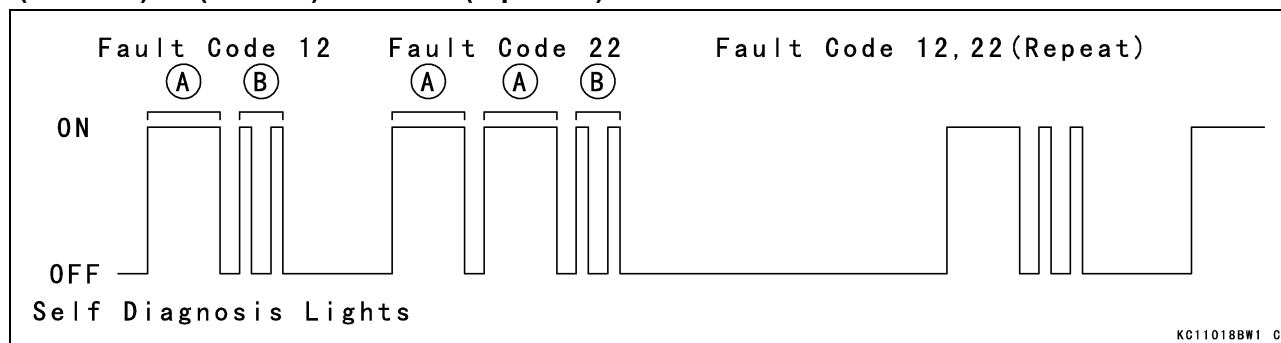 Fault Code 12 Fault Code 22 Fault Code 12,22(Repeat)
A B A A B
ON
OFF
Self Diagnosis Lights
KC11018BW1 C